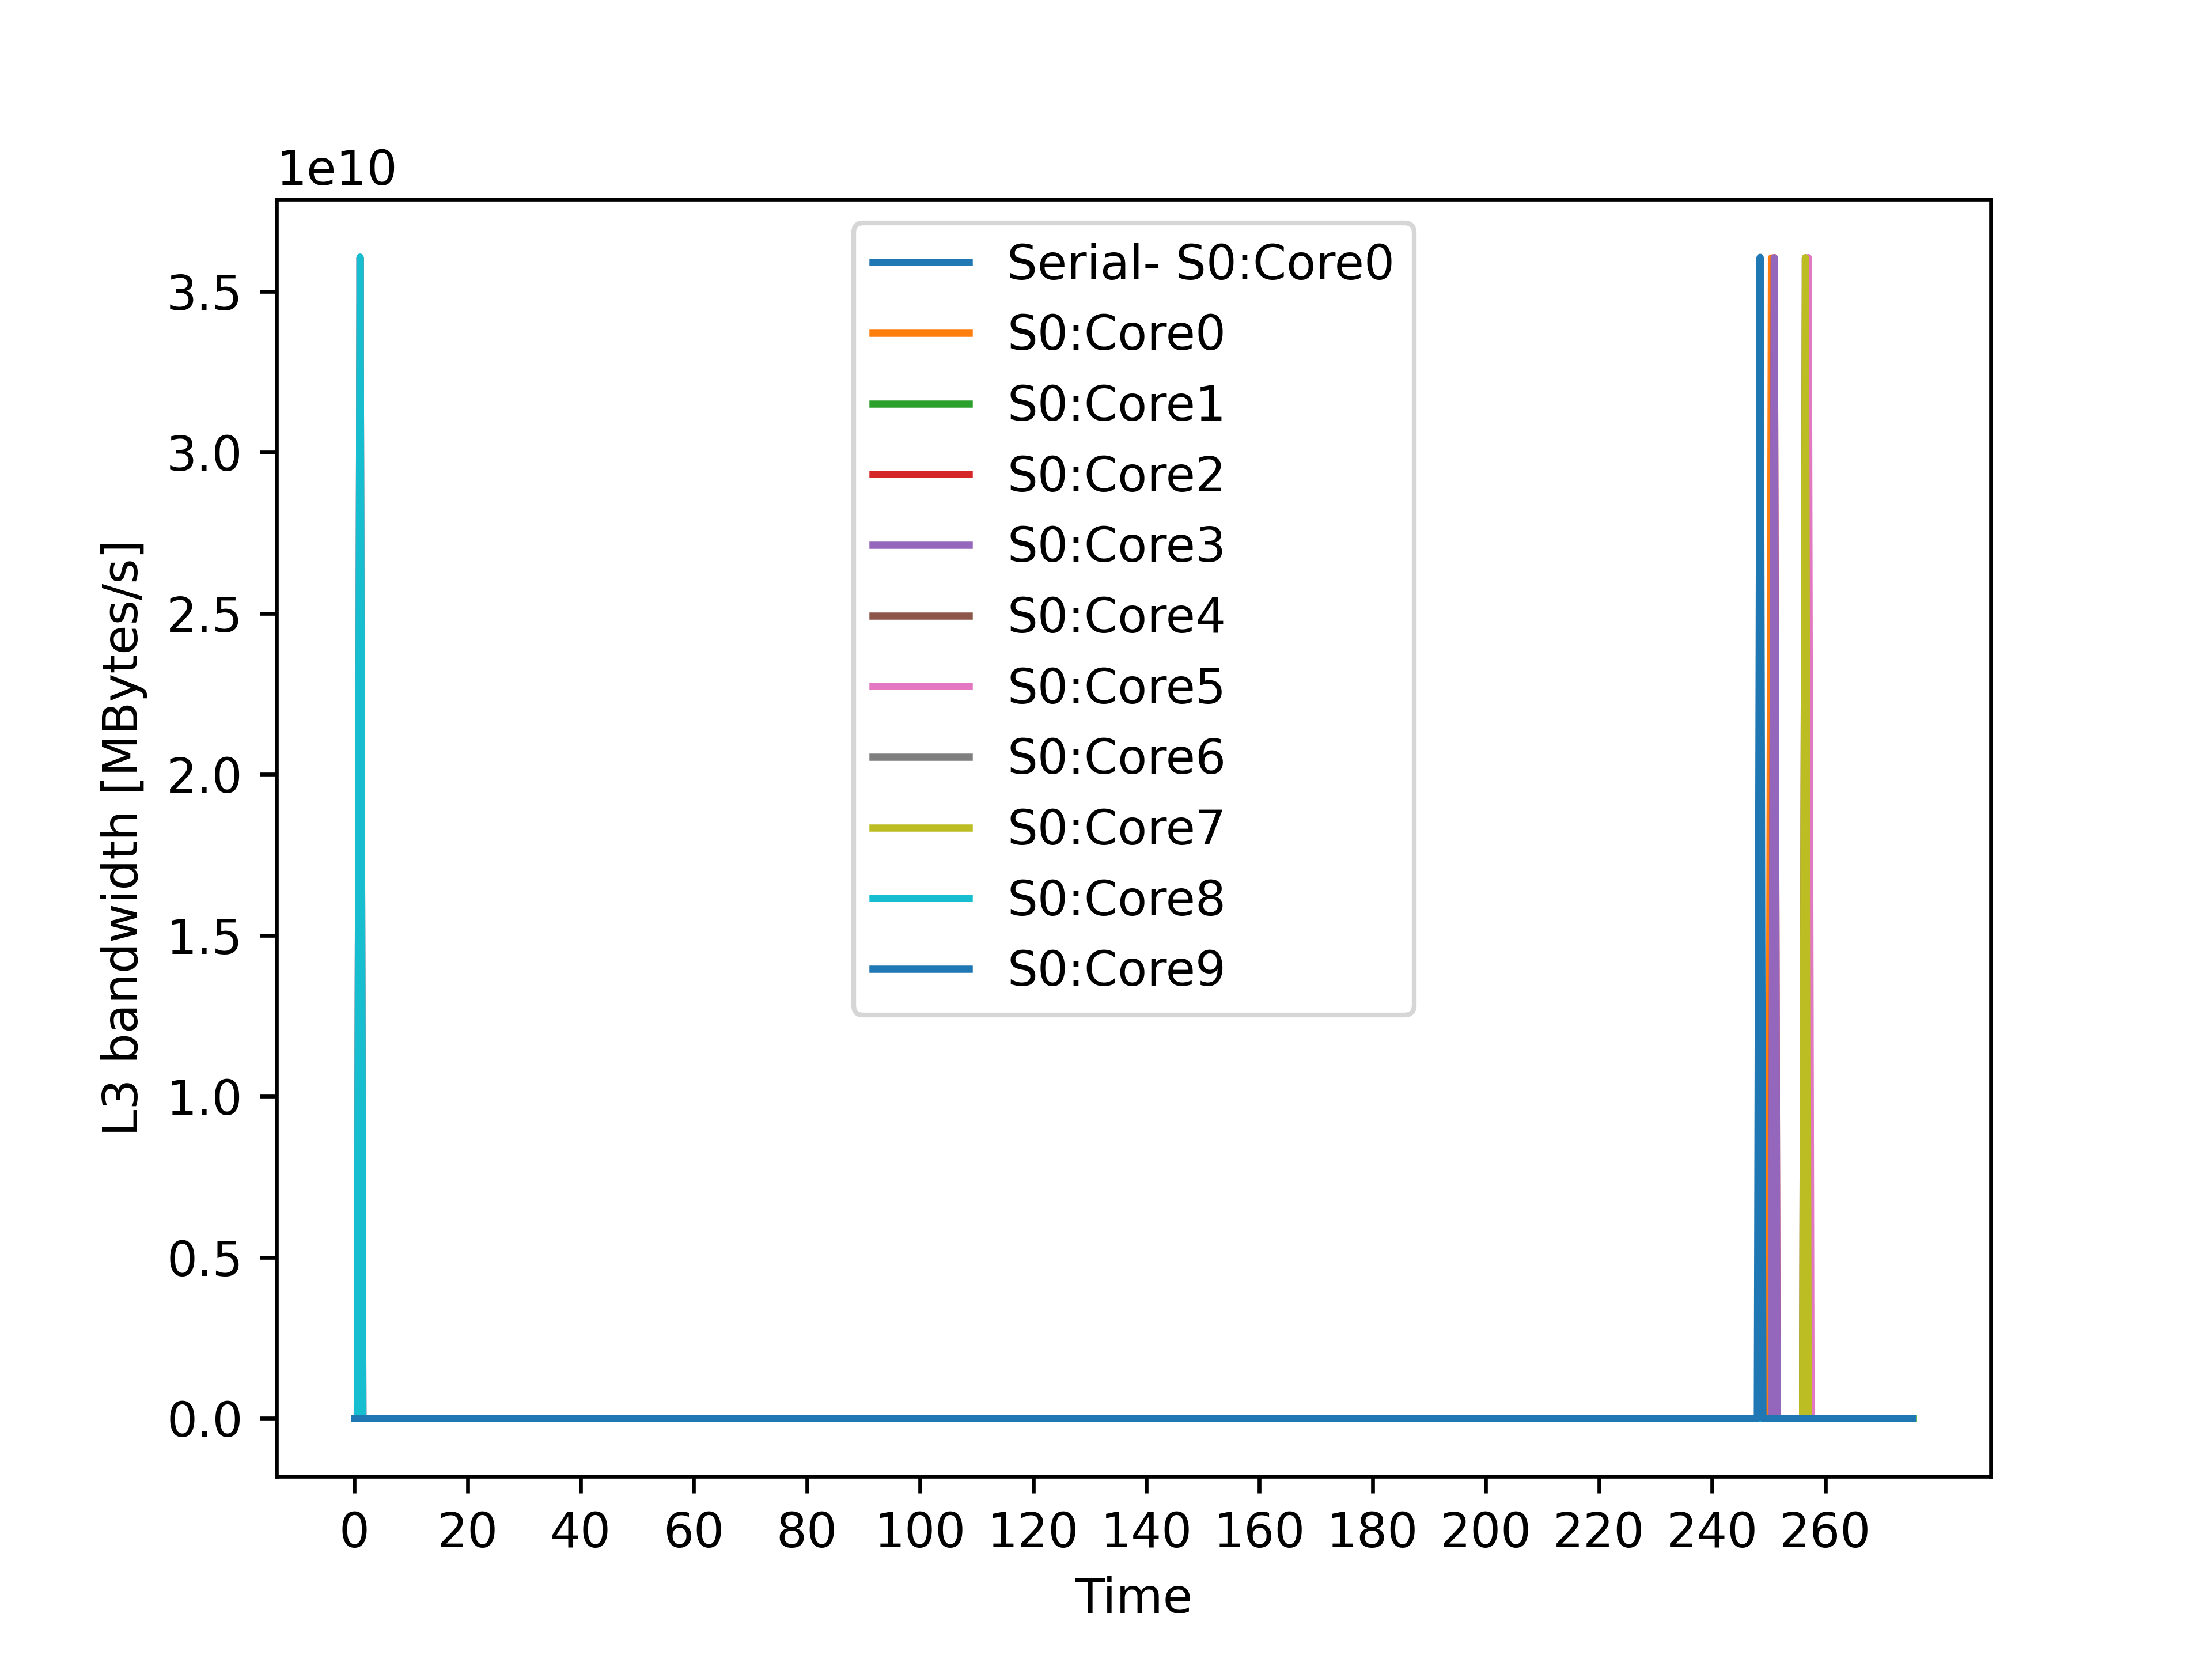 1e10
3.5
3.0
2.5
2.0
1.5
1.0
0.5
0.0
L3 bandwidth [MBytes/s]
Serial- S0:Core0
S0:Core0
S0:Core1
S0:Core2
S0:Core3
S0:Core4
S0:Core5
S0:Core6
S0:Core7
S0:Core8
S0:Core9
0 20 40 60 80 100 120 140 160 180 200 220 240 260
Time